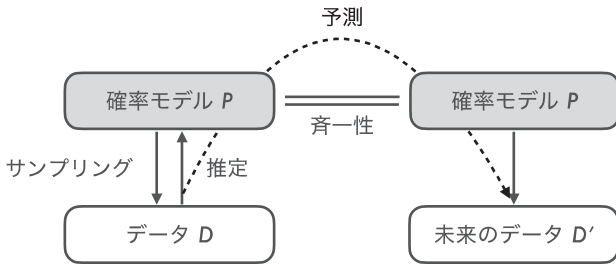 予測
確率モデル P
確率モデル P
斉一性
サンプリング
推定
データ D
未来のデータ D′